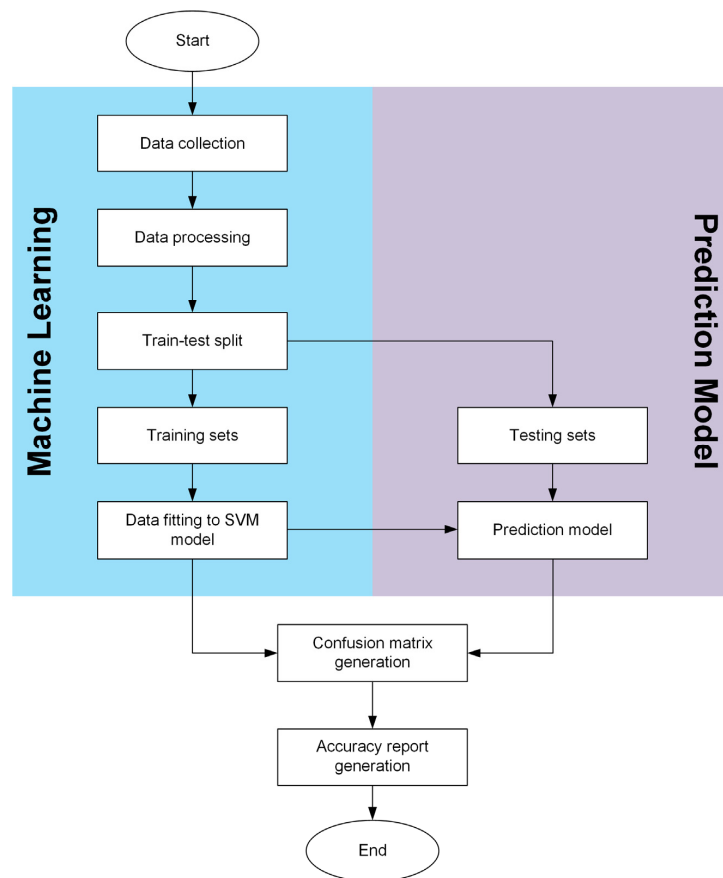 Start
Machine Learning
Prediction Model
Data collection
Data processing
Train-test split
Training sets
Testing sets
Data fitting to SVM
model
Prediction model
Confusion matrix
generation
Accuracy report
generation
End